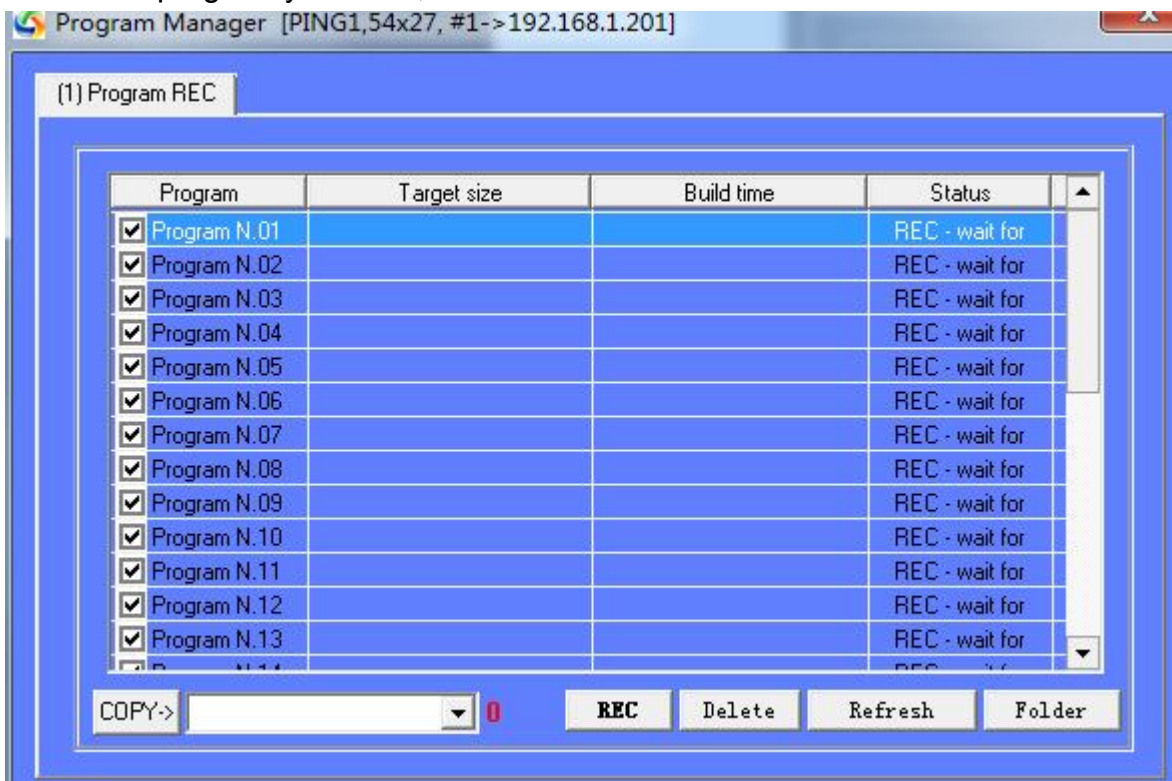 Program Manager [PING1,54x27, #1->192.168.1.201]
(1) Program REC
Program Target size Build time Status
Program N.01 REC - wait for
Program N.02 REC - wait for
Program N.03 REC - wait for
Program N.04 REC - wait for
Program N.05 REC - wait for
Program N.06 REC - wait for
Program N.07 REC - wait for
Program N.08 REC - wait for
Program N.09 REC - wait for
Program N.10 REC - wait for
Program N.11 REC - wait for
Program N.12 REC - wait for
Program N.13 REC - wait for
COPY-> 0 REC Delete Refresh Folder